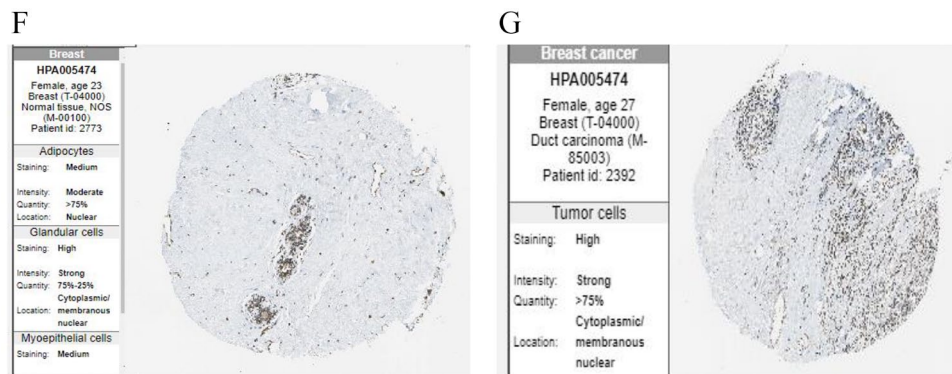 F
Breast
HPA005474
Female, age 23
Breast (T-04000)
Normal tissue, NOS
(M-00100)
Patient id: 2773
Adipocytes
Staining: Medium
Intensity: Moderate
Quantity: >75%
Location: Nuclear
Glandular cells
Staining: High
Intensity: Strong
Quantity: 75%-25%
Cytoplasmic/
Location: membranous
nuclear
Myoepithelial cells
Staining: Medium
G
Breast cancer
HPA005474
Female, age 27
Breast (T-04000)
Duct carcinoma (M-
85003)
Patient id: 2392
Tumor cells
Staining: High
Intensity: Strong
Quantity: >75%
Cytoplasmic/
Location: membranous
nuclear